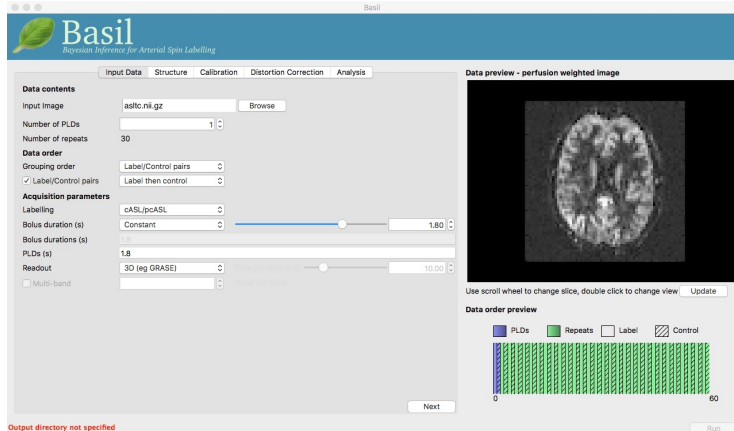 Basil
Basil
Bayesian Inference for Arterial Spin Labelling
Input Data Structure Calibration Distortion Correction Analysis
Data contents
Input Image asltc.nii.gz Browse
Number of PLDs 1
Number of repeats 30
Data order
Grouping order Label/Control pairs
Label/Control pairs Label then control
Acquisition parameters
Labelling cASL/pcASL
Bolus duration (s) Constant 1.80
Bolus durations (s) 1.8
PLDs (s) 1.8
Readout 3D (eg GRASE) 10.00
Multi-band
Next
Data preview - perfusion weighted image
Use scroll wheel to change slice, double click to change view Update
Data order preview
PLDs Repeats Label Control
0 60
Output directory not specified
Run